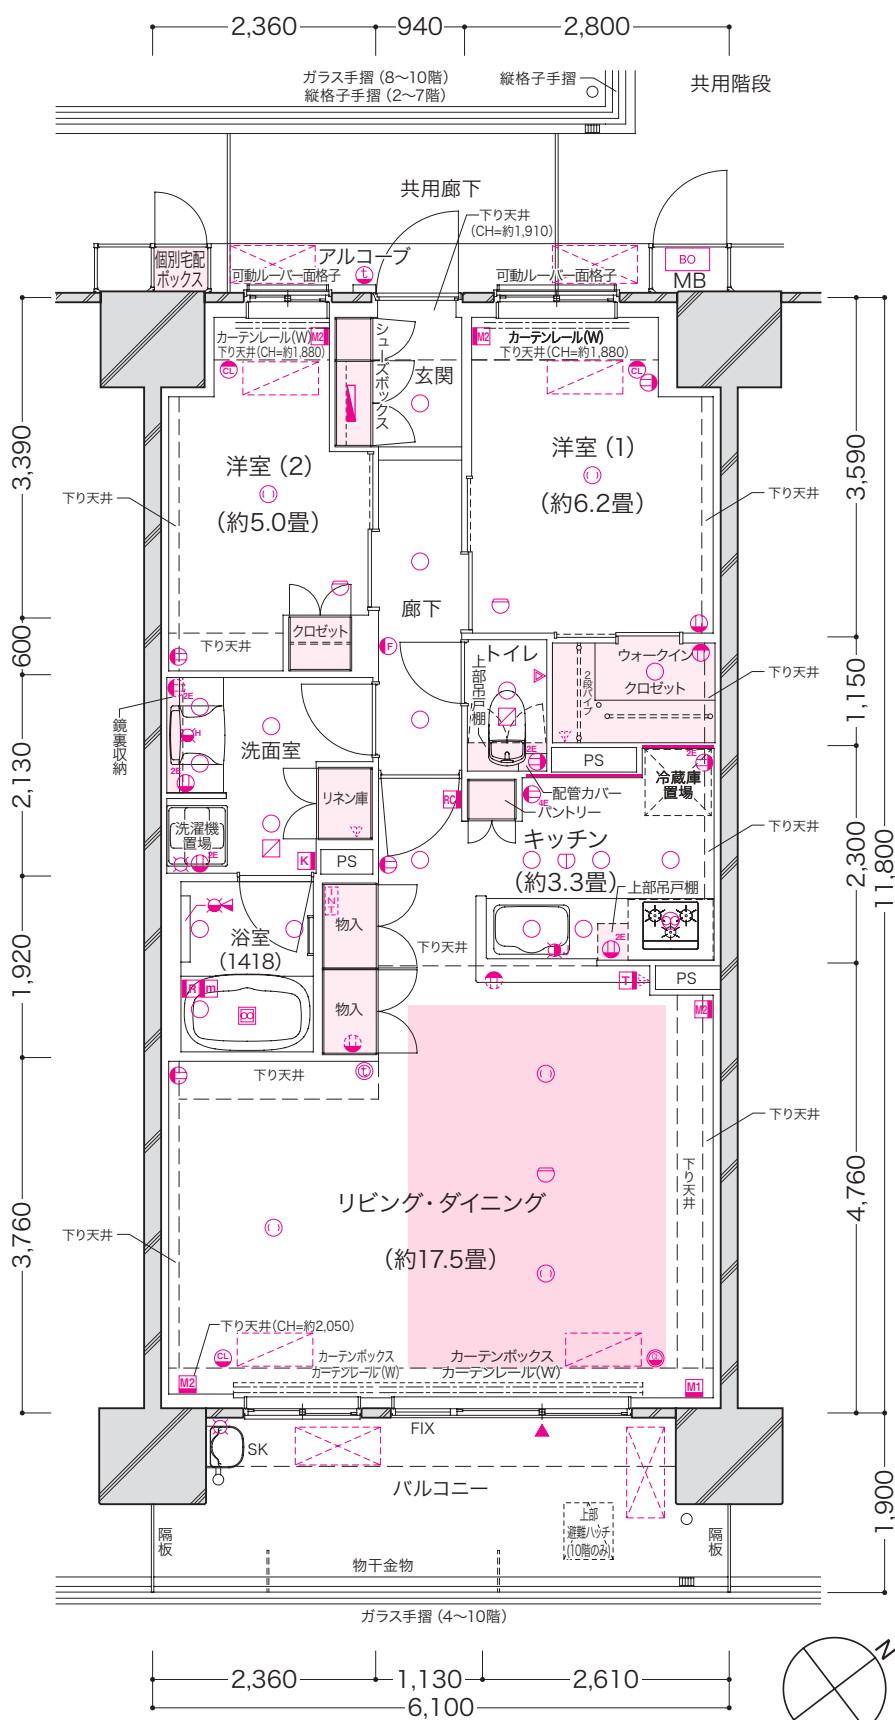 2,360
940
2,800
ガラス手摺(8〜10階)
縦格子手摺(2〜7階)
縦格子手摺
共用階段
共用廊下
下り天井
(CH=約1,910)
個別宅配
ボックス
アルコーブ
可動ルーバー面格子
可動ルーバー面格子
BO
MB
t
カーテンレール(W)
下り天井(CH=約1,880)
M2
シューズボックス
玄関
M2
カーテンレール(W)
下り天井(CH=約1,880)
CL
CL
3,390
3,590
洋室(2)
(約5.0畳)
洋室(1)
(約6.2畳)
下り天井
下り天井
廊下
クロゼット
下り天井
F
600
トイレ
上部吊戸棚
ウォークイン
クロゼット
2段パイプ
下り天井
1,150
鏡裏収納
2E
H
2E
洗面室
2,130
2E
PS
2E
冷蔵庫
置場
配管カバー
4E
パントリー
RC
リネン庫
洗濯機
置場
2E
K
PS
キッチン
(約3.3畳)
下り天井
2,300
11,800
上部吊戸棚
2E
INT
物入
下り天井
浴室
(1418)
1,920
R
m
物入
T
PS
M2
下り天井
t
下り天井
下り天井
リビング・ダイニング
(約17.5畳)
4,760
3,760
下り天井
下り天井(CH=約2,050)
CL
カーテンボックス
カーテンレール(W)
カーテンボックス
カーテンレール(W)
CL
M2
M1
FIX
SK
バルコニー
1,900
上部
避難ハッチ
(10階のみ)
隔板
隔板
物干金物
ガラス手摺(4〜10階)
N
2,360
1,130
2,610
6,100